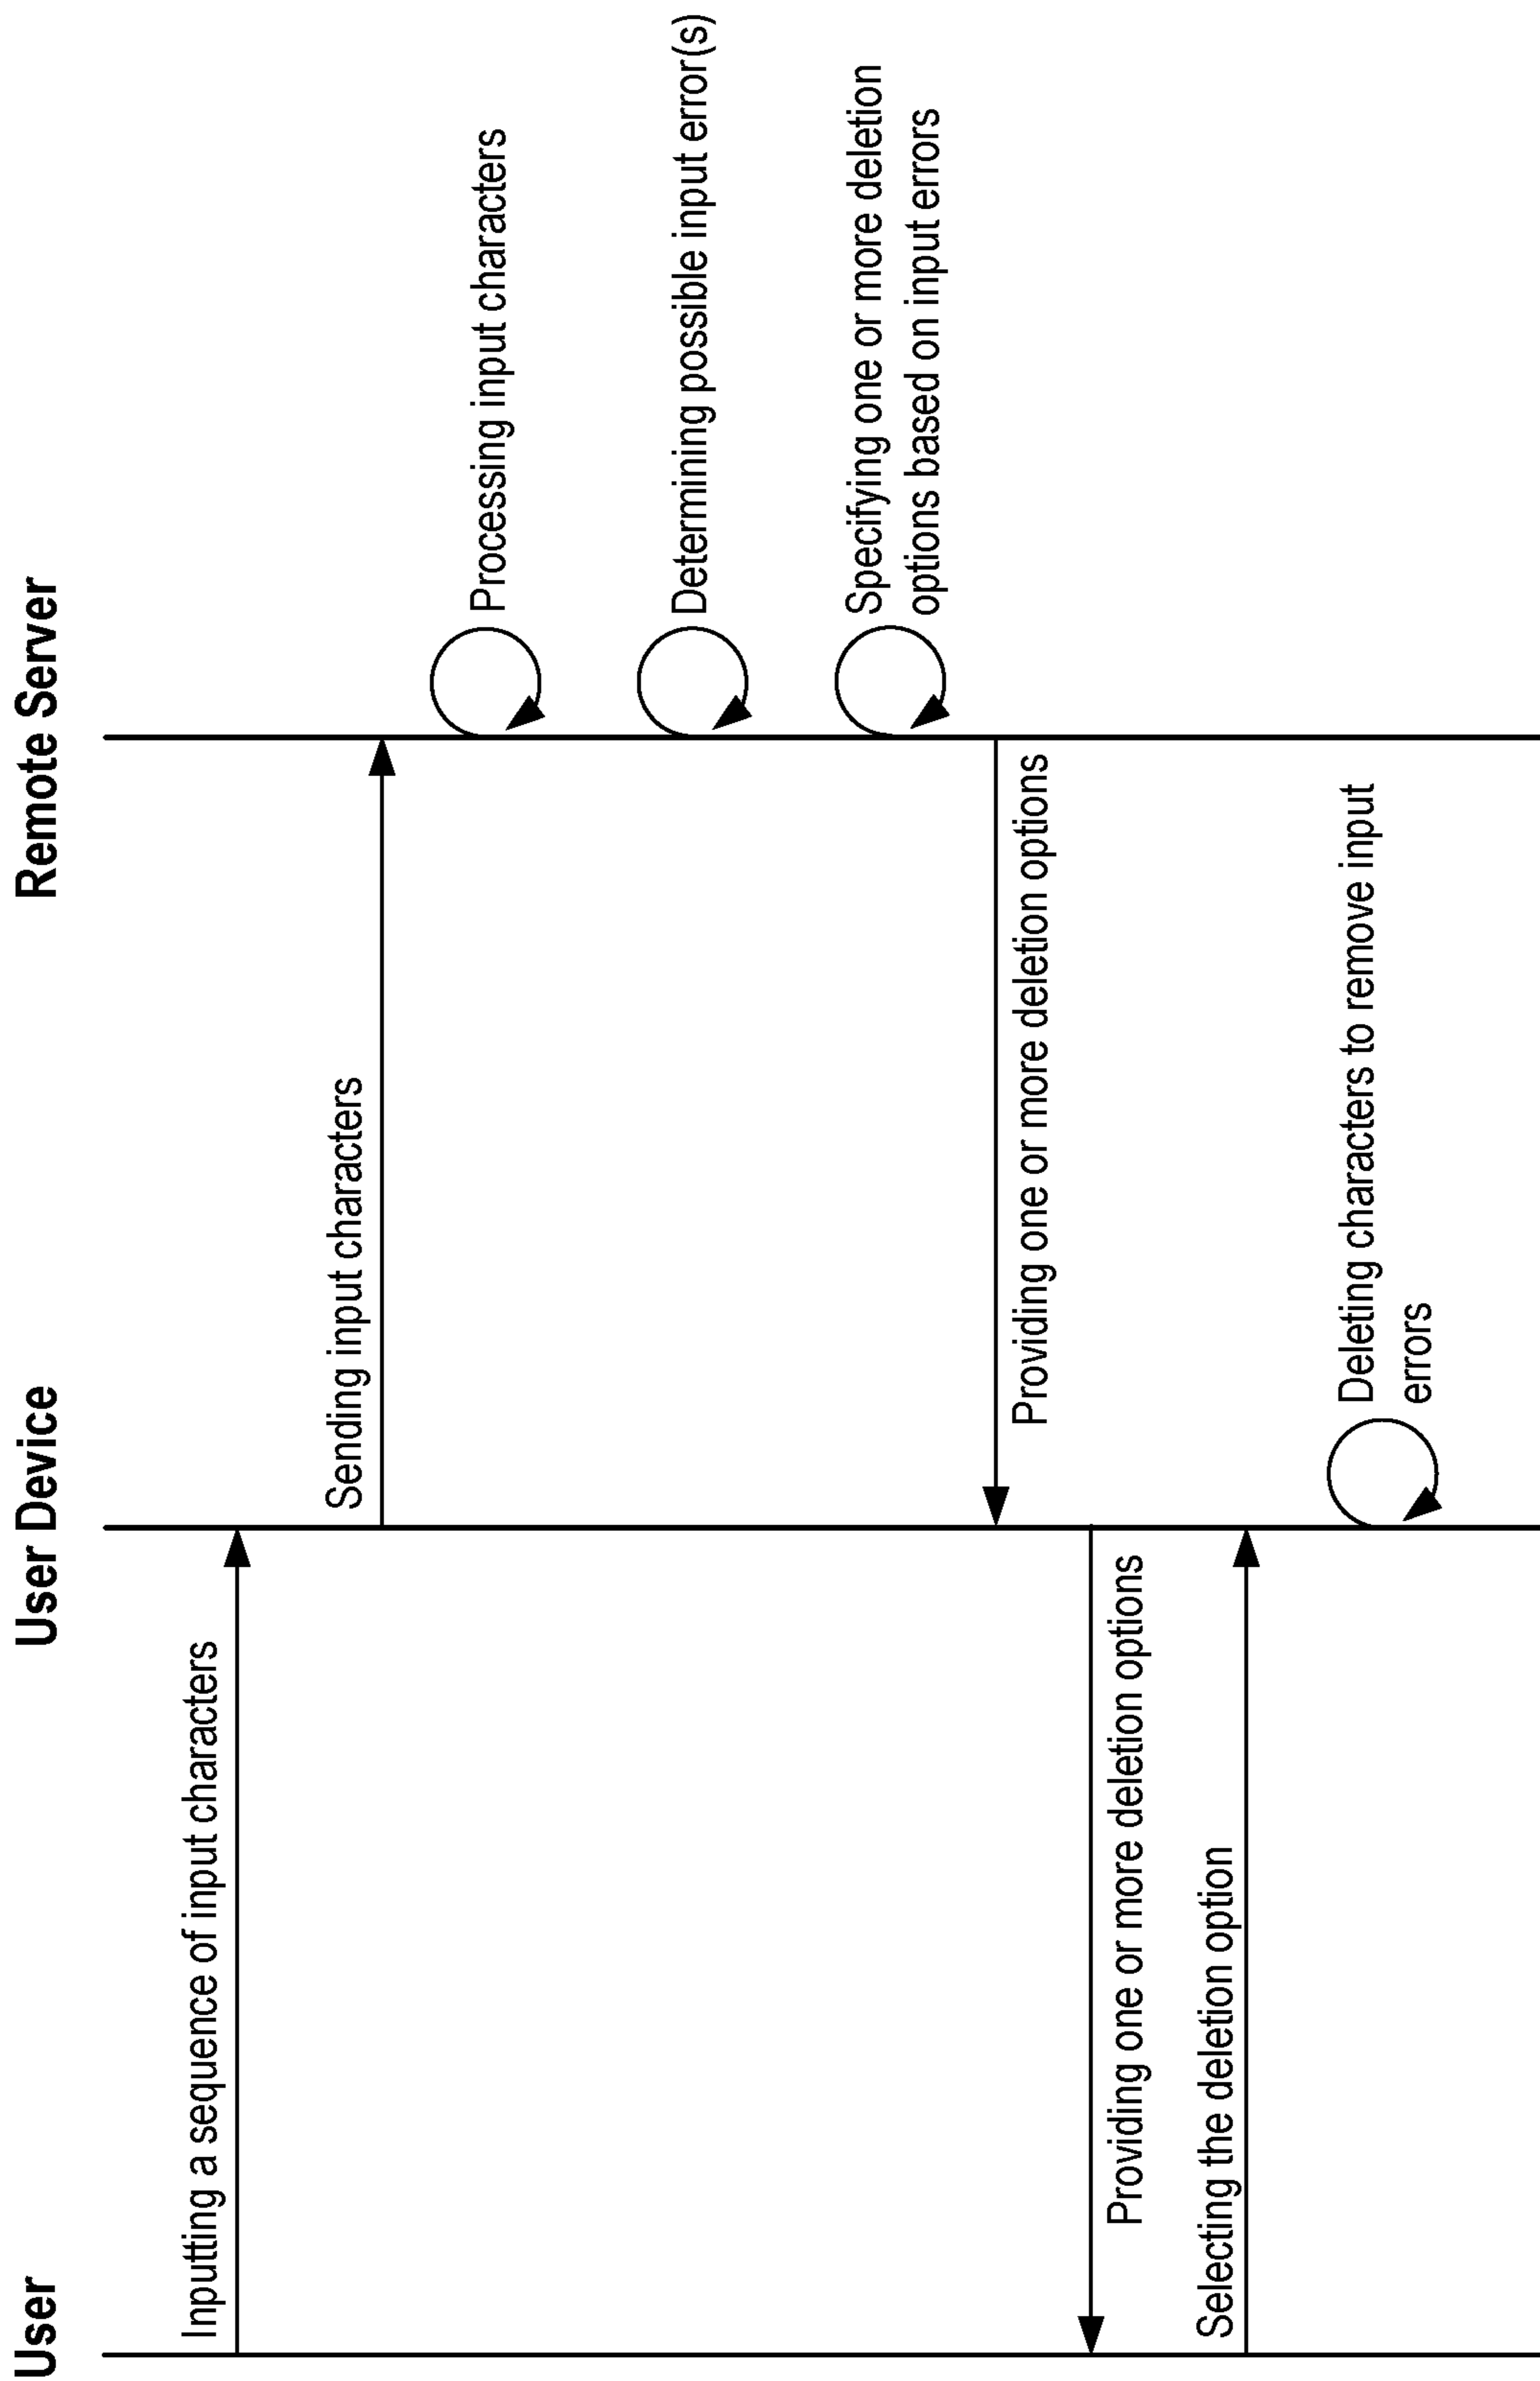 User
User Device
Remote Server
Inputting a sequence of input characters
Sending input characters
Processing input characters
Determining possible input error(s)
Specifying one or more deletion
options based on input errors
Providing one or more deletion options
Providing one or more deletion options
Selecting the deletion option
Deleting characters to remove input
errors